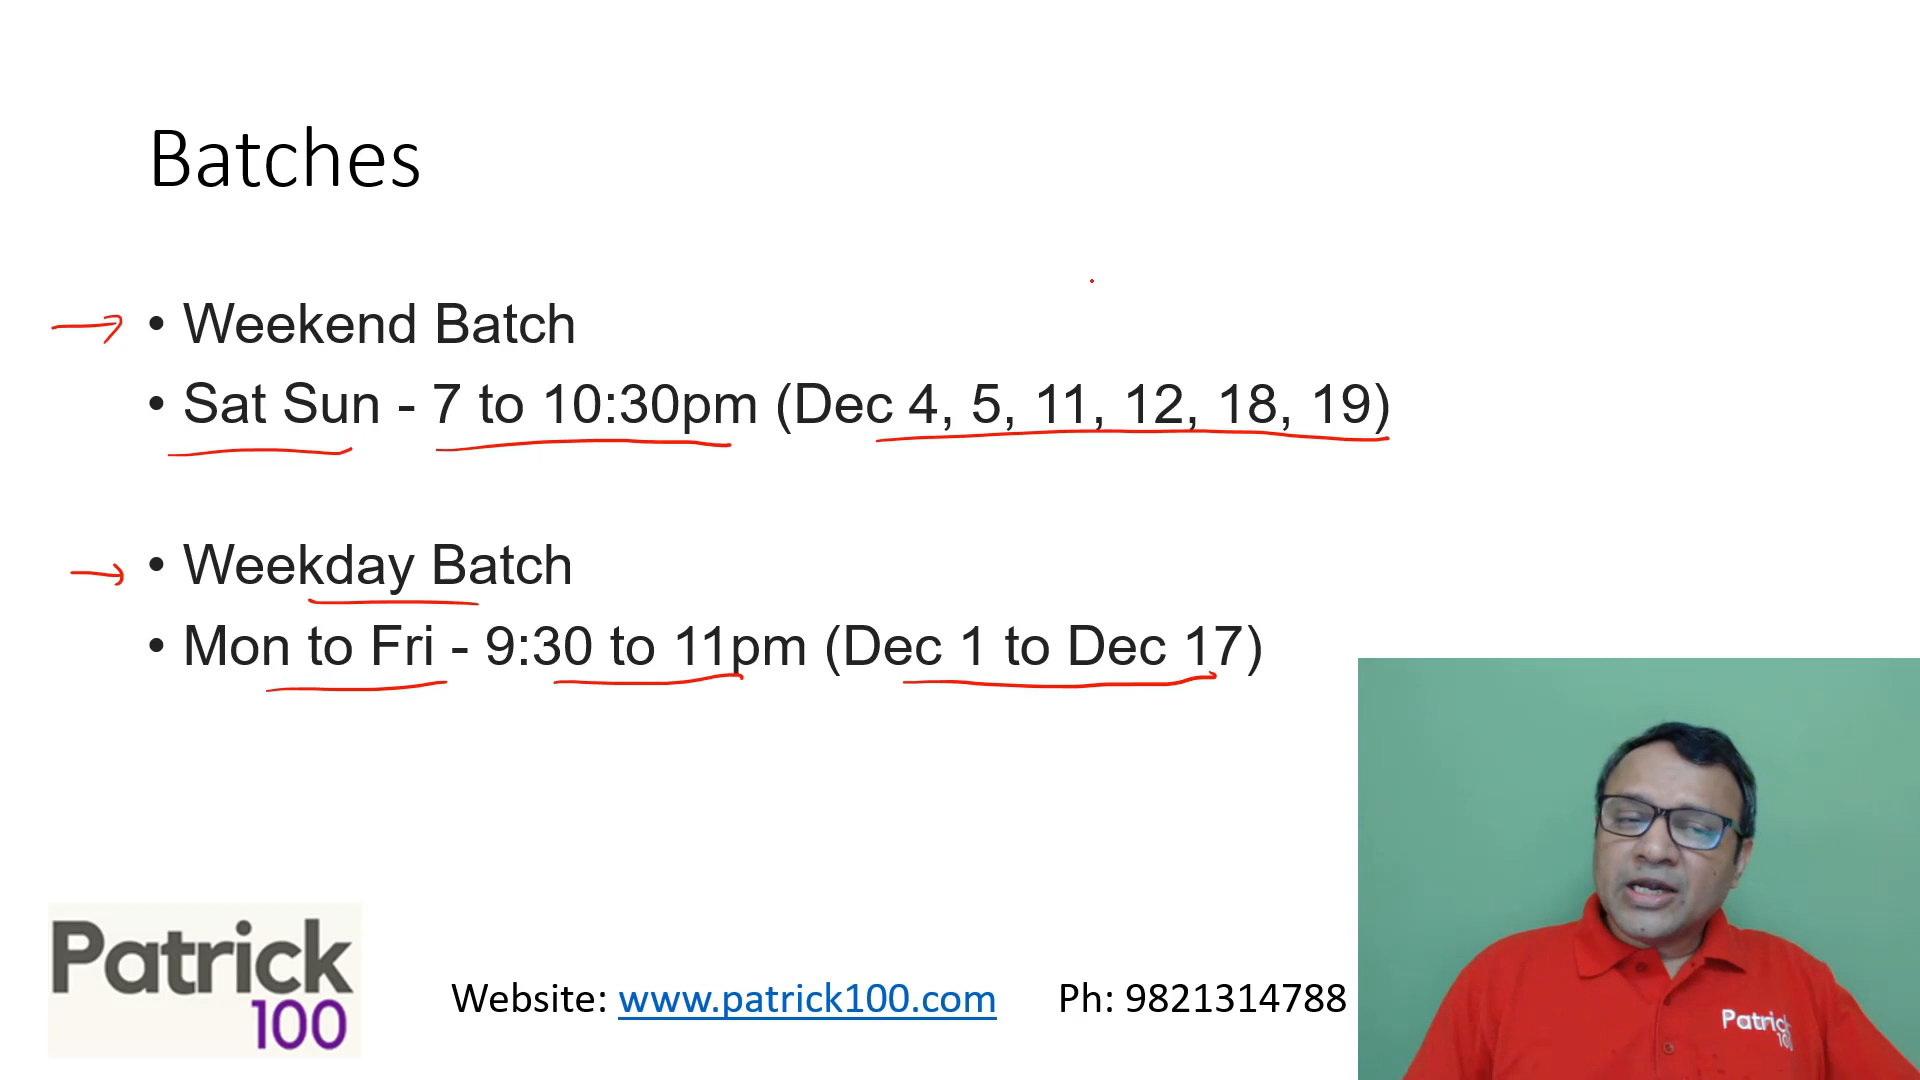 Batches
• Weekend Batch
• Sat Sun - 7 to 10:30pm (Dec 4, 5, 11, 12, 18, 19)
• Weekday Batch
• Mon to Fri - 9:30 to 11pm (Dec 1 to Dec 17)
Patrick
100
Website: www.patrick100.com Ph: 9821314788
Patrick
100